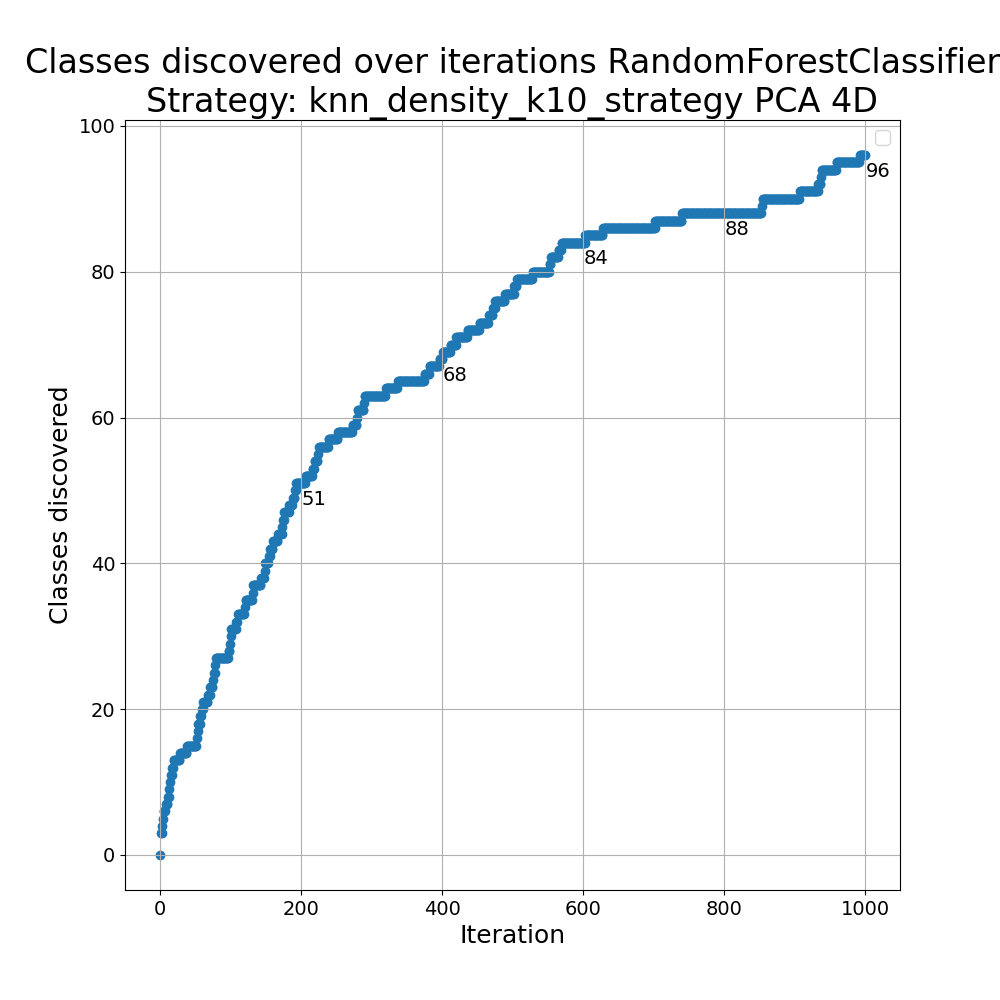 Classes discovered over iterations RandomForestClassifier
Strategy: knn_density_k10_strategy PCA 4D
100
80
60
40
20
0
Classes discovered
51
68
84
88
96
0 200 400 600 800 1000
Iteration